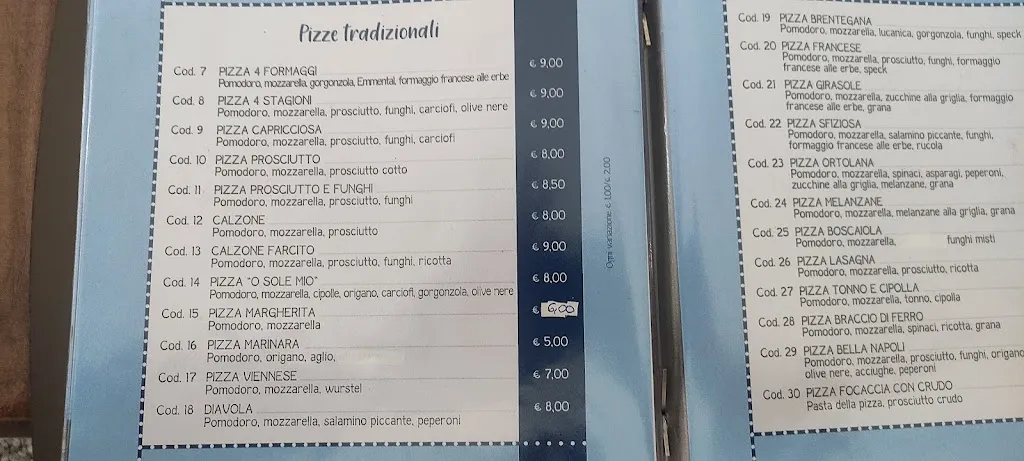 Pizze tradizionali
Cod. 7 PIZZA 4 FORMAGGI € 9,00
Pomodoro, mozzarella, gorgonzola, Emmental, formaggio francese alle erbe
Cod. 8 PIZZA 4 STAGIONI € 9,00
Pomodoro, mozzarella, prosciutto, funghi, carciofi, olive nere
Cod. 9 PIZZA CAPRICCIOSA € 9,00
Pomodoro, mozzarella, prosciutto, funghi, carciofi
Cod. 10 PIZZA PROSCIUTTO € 8,00
Pomodoro, mozzarella, prosciutto cotto
Cod. 11 PIZZA PROSCIUTTO E FUNGHI € 8,50
Pomodoro, mozzarella, prosciutto, funghi
Cod. 12 CALZONE € 8,00
Pomodoro, mozzarella, prosciutto
Cod. 13 CALZONE FARCITO € 9,00
Pomodoro, mozzarella, prosciutto, funghi, ricotta
Cod. 14 PIZZA "O SOLE MIO" € 8,00
Pomodoro, mozzarella, cipolle, origano, carciofi, gorgonzola, olive nere
Cod. 15 PIZZA MARGHERITA € 6,00
Pomodoro, mozzarella
Cod. 16 PIZZA MARINARA € 5,00
Pomodoro, origano, aglio,
Cod. 17 PIZZA VIENNESE € 7,00
Pomodoro, mozzarella, wurstel
Cod. 18 DIAVOLA € 8,00
Pomodoro, mozzarella, salamino piccante, peperoni
Ogni variazione € 1,00/€ 2,00
Cod. 19 PIZZA BRENTEGANA
Pomodoro, mozzarella, lucanica, gorgonzola, funghi, speck
Cod. 20 PIZZA FRANCESE
Pomodoro, mozzarella, prosciutto, funghi, formaggio
francese alle erbe, speck
Cod. 21 PIZZA GIRASOLE
Pomodoro, mozzarella, zucchine alla griglia, formaggio
francese alle erbe, grana
Cod. 22 PIZZA SFIZIOSA
Pomodoro, mozzarella, salamino piccante, funghi,
formaggio francese alle erbe, rucola
Cod. 23 PIZZA ORTOLANA
Pomodoro, mozzarella, spinaci, asparagi, peperoni,
zucchine alla griglia, melanzane, grana
Cod. 24 PIZZA MELANZANE
Pomodoro, mozzarella, melanzane alla griglia, grana
Cod. 25 PIZZA BOSCAIOLA
Pomodoro, mozzarella, funghi misti
Cod. 26 PIZZA LASAGNA
Pomodoro, mozzarella, prosciutto, ricotta
Cod. 27 PIZZA TONNO E CIPOLLA
Pomodoro, mozzarella, tonno, cipolla
Cod. 28 PIZZA BRACCIO DI FERRO
Pomodoro, mozzarella, spinaci, ricotta, grana
Cod. 29 PIZZA BELLA NAPOLI
Pomodoro, mozzarella, prosciutto, funghi, origano
olive nere, acciughe, peperoni
Cod. 30 PIZZA FOCACCIA CON CRUDO
Pasta della pizza, prosciutto crudo